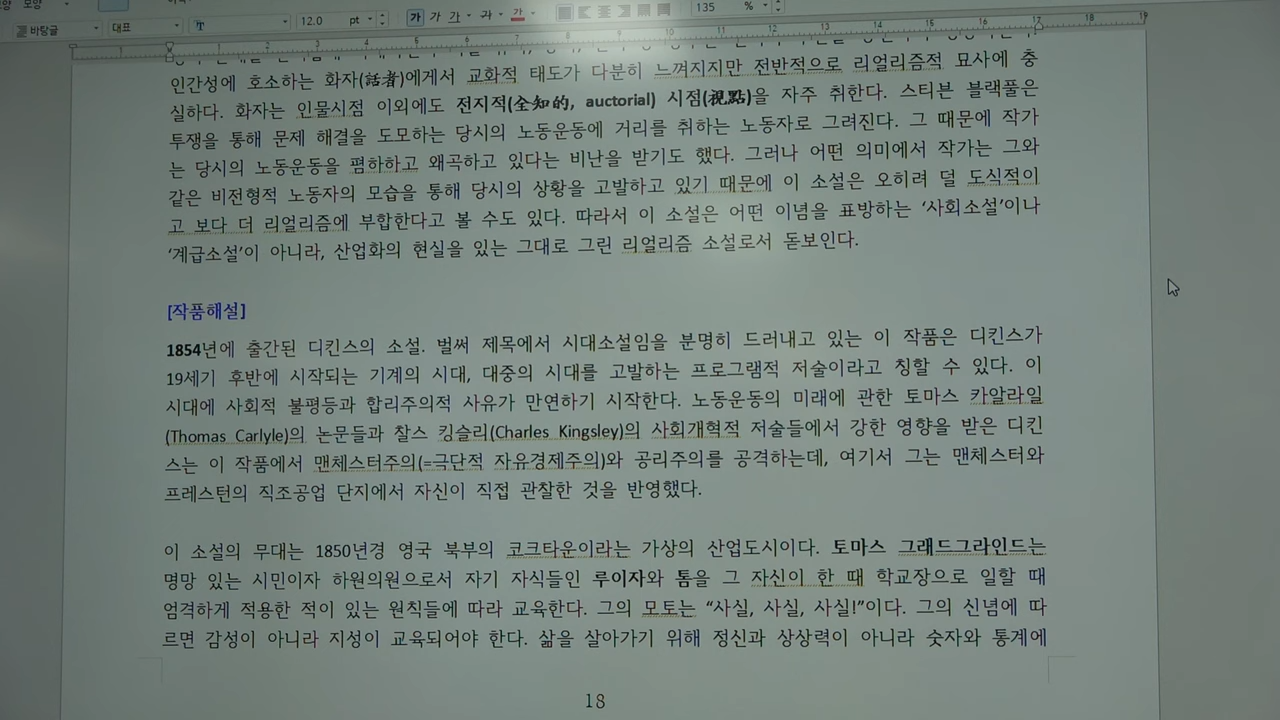 모양
12.0 pt
가 가 가 가 가
135 %
바탕글
대표
1 1 2 3 4 5 6 7 8 9 10 11 12 13 14 15 16 17 18 19
인간성에 호소하는 화자(話者)에게서 교화적 태도가 다분히 느껴지지만 전반적으로 리얼리즘적 묘사에 충
실하다. 화자는 인물시점 이외에도 전지적(全知的, auctorial) 시점(視點)을 자주 취한다. 스티븐 블랙풀은
투쟁을 통해 문제 해결을 도모하는 당시의 노동운동에 거리를 취하는 노동자로 그려진다. 그 때문에 작가
는 당시의 노동운동을 폄하하고 왜곡하고 있다는 비난을 받기도 했다. 그러나 어떤 의미에서 작가는 그와
같은 비전형적 노동자의 모습을 통해 당시의 상황을 고발하고 있기 때문에 이 소설은 오히려 덜 도식적이
고 보다 더 리얼리즘에 부합한다고 볼 수도 있다. 따라서 이 소설은 어떤 이념을 표방하는 ‘사회소설’이나
‘계급소설’이 아니라, 산업화의 현실을 있는 그대로 그린 리얼리즘 소설로서 돋보인다.
[작품해설]
1854년에 출간된 디킨스의 소설. 벌써 제목에서 시대소설임을 분명히 드러내고 있는 이 작품은 디킨스가
19세기 후반에 시작되는 기계의 시대, 대중의 시대를 고발하는 프로그램적 저술이라고 칭할 수 있다. 이
시대에 사회적 불평등과 합리주의적 사유가 만연하기 시작한다. 노동운동의 미래에 관한 토마스 카알라일
(Thomas Carlyle)의 논문들과 찰스 킹슬리(Charles Kingsley)의 사회개혁적 저술들에서 강한 영향을 받은 디킨
스는 이 작품에서 맨체스터주의(=극단적 자유경제주의)와 공리주의를 공격하는데, 여기서 그는 맨체스터와
프레스턴의 직조공업 단지에서 자신이 직접 관찰한 것을 반영했다.
이 소설의 무대는 1850년경 영국 북부의 코크타운이라는 가상의 산업도시이다. 토마스 그래드그라인드는
명망 있는 시민이자 하원의원으로서 자기 자식들인 루이자와 톰을 그 자신이 한 때 학교장으로 일할 때
엄격하게 적용한 적이 있는 원칙들에 따라 교육한다. 그의 모토는 “사실, 사실, 사실!”이다. 그의 신념에 따
르면 감성이 아니라 지성이 교육되어야 한다. 삶을 살아가기 위해 정신과 상상력이 아니라 숫자와 통계에
18